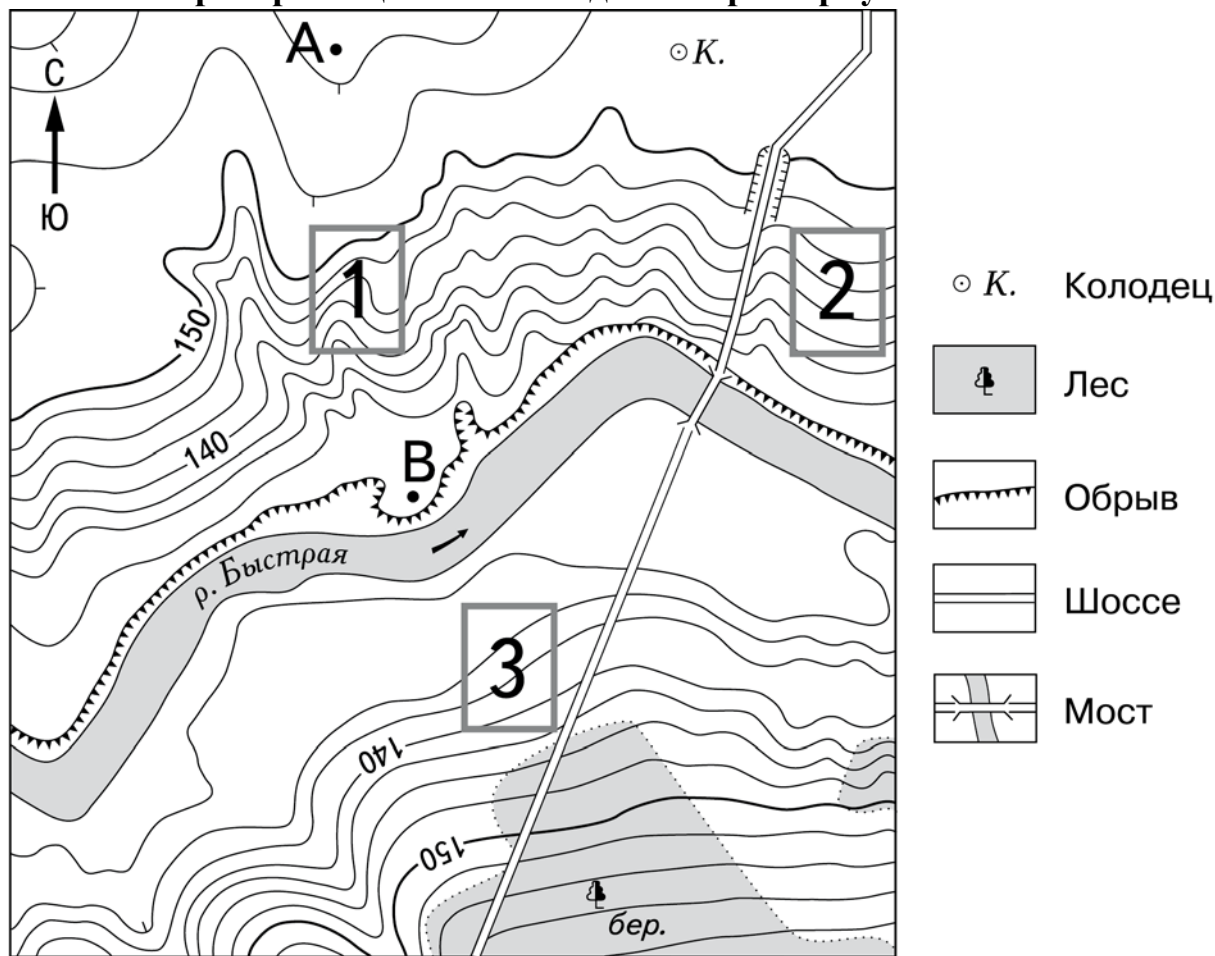 А
К.
С
Ю
1
2
150
140
В
р. Быстрая
3
140
150
бер.
К. Колодец
Лес
Обрыв
Шоссе
Мост